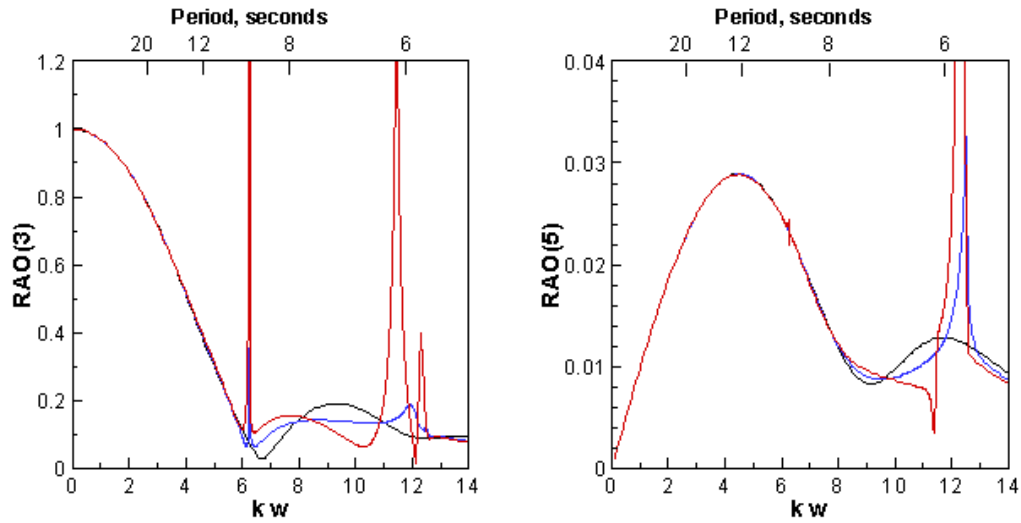 Period, seconds
20 12 8 6
1.2
1
0.8
0.6
0.4
0.2
0
RAO(3)
0 2 4 6 8 10 12 14
k w
Period, seconds
20 12 8 6
0.04
0.03
0.02
0.01
0.00
RAO(5)
0 2 4 6 8 10 12 14
k w